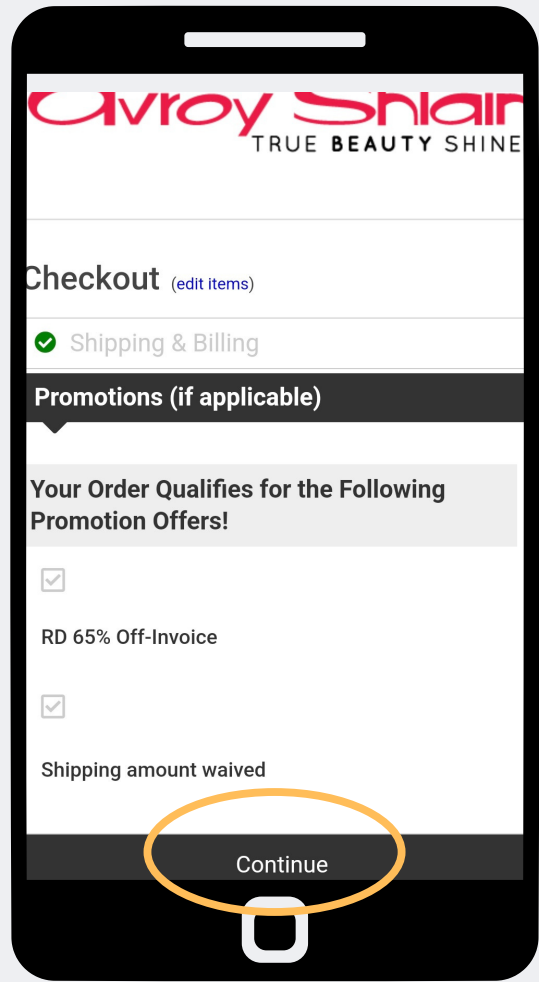 Avroy Shlain
TRUE BEAUTY SHINE
Checkout (edit items)
Shipping & Billing
Promotions (if applicable)
Your Order Qualifies for the Following
Promotion Offers!
RD 65% Off-Invoice
Shipping amount waived
Continue